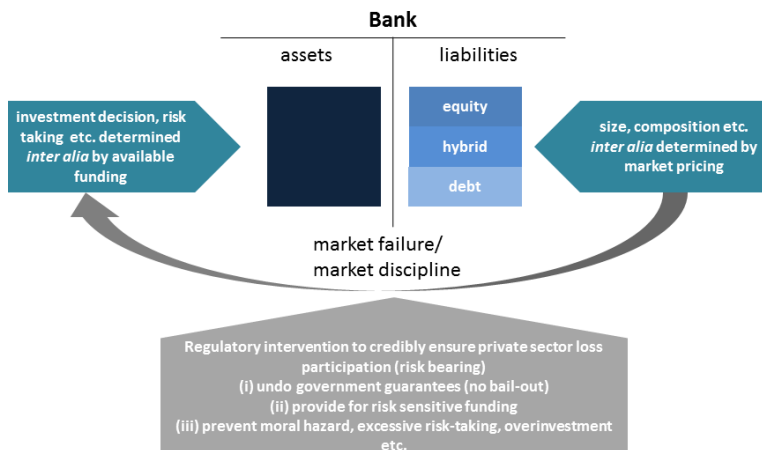 Bank
assets
liabilities
investment decision, risk
taking etc. determined
inter alia by available
funding
equity
hybrid
debt
size, composition etc.
inter alia determined by
market pricing
market failure/
market discipline
Regulatory intervention to credibly ensure private sector loss
participation (risk bearing)
(i) undo government guarantees (no bail-out)
(ii) provide for risk sensitive funding
(iii) prevent moral hazard, excessive risk-taking, overinvestment
etc.